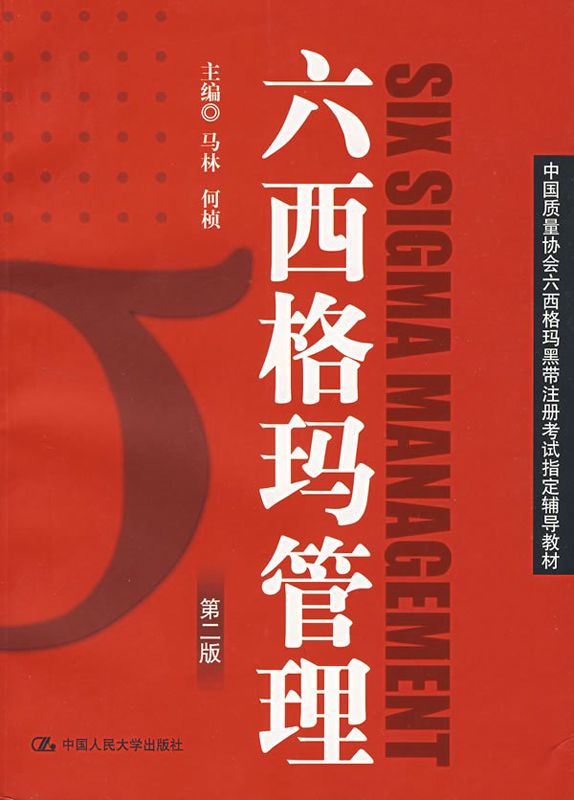 中国质量协会六西格玛黑带注册考试指定辅导教材
SIX SIGMA MANAGEMENT
六西格玛管理
主编◎ 马林 何桢
第二版
中国人民大学出版社